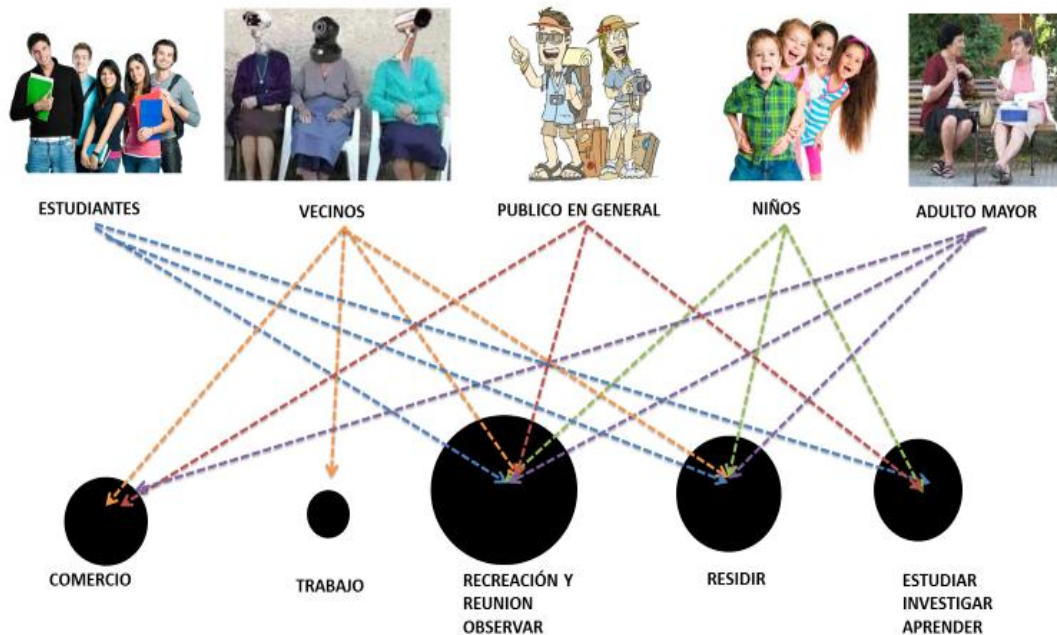 ESTUDIANTES
VECINOS
PUBLICO EN GENERAL
NIÑOS
ADULTO MAYOR
COMERCIO
TRABAJO
RECREACIÓN Y
REUNION
OBSERVAR
RESIDIR
ESTUDIAR
INVESTIGAR
APRENDER